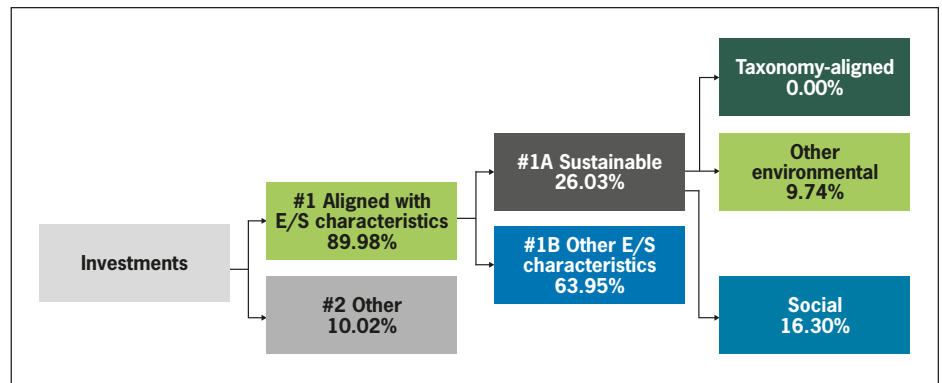 Investments
#1 Aligned with
E/S characteristics
89.98%
#2 Other
10.02%
#1A Sustainable
26.03%
#1B Other E/S
characteristics
63.95%
Taxonomy-aligned
0.00%
Other
environmental
9.74%
Social
16.30%